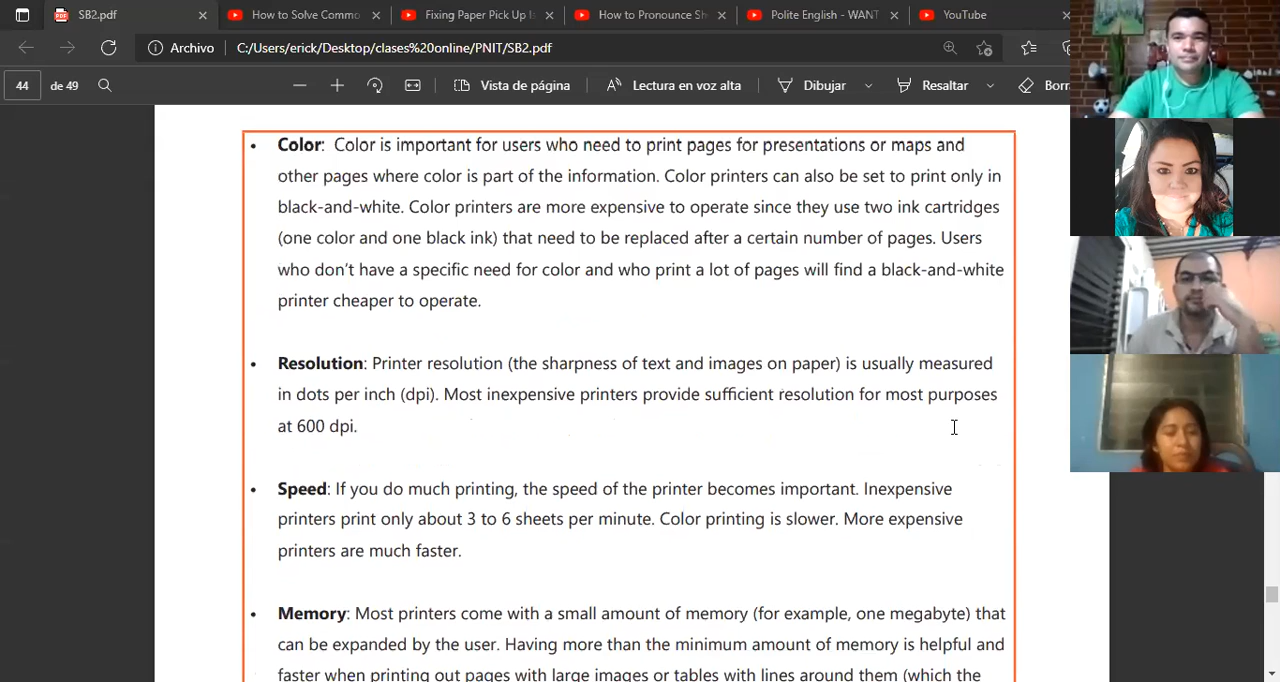 SB2.pdf
How to Solve Commo
Fixing Paper Pick Up Is
How to Pronounce Sh
Polite English - WANT
YouTube
Archivo
C:/Users/erick/Desktop/clases%20online/PNIT/SB2.pdf
44 de 49
Vista de página
Lectura en voz alta
Dibujar
Resaltar
Borr
• Color: Color is important for users who need to print pages for presentations or maps and
other pages where color is part of the information. Color printers can also be set to print only in
black-and-white. Color printers are more expensive to operate since they use two ink cartridges
(one color and one black ink) that need to be replaced after a certain number of pages. Users
who don't have a specific need for color and who print a lot of pages will find a black-and-white
printer cheaper to operate.
• Resolution: Printer resolution (the sharpness of text and images on paper) is usually measured
in dots per inch (dpi). Most inexpensive printers provide sufficient resolution for most purposes
at 600 dpi.
• Speed: If you do much printing, the speed of the printer becomes important. Inexpensive
printers print only about 3 to 6 sheets per minute. Color printing is slower. More expensive
printers are much faster.
• Memory: Most printers come with a small amount of memory (for example, one megabyte) that
can be expanded by the user. Having more than the minimum amount of memory is helpful and
faster when printing out pages with large images or tables with lines around them (which the